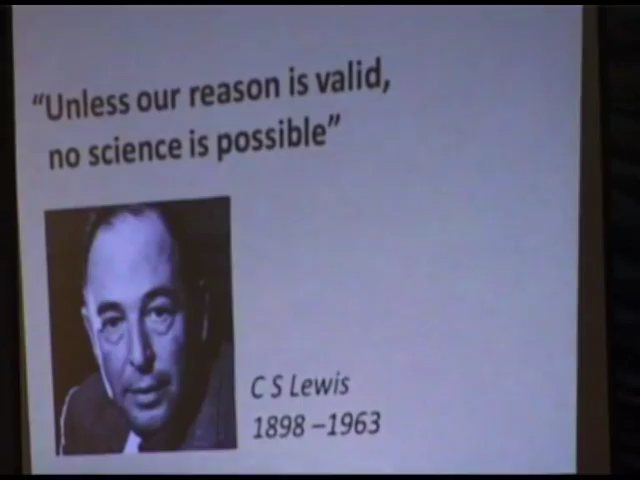 “Unless our reason is valid,
no science is possible”
C S Lewis
1898 –1963